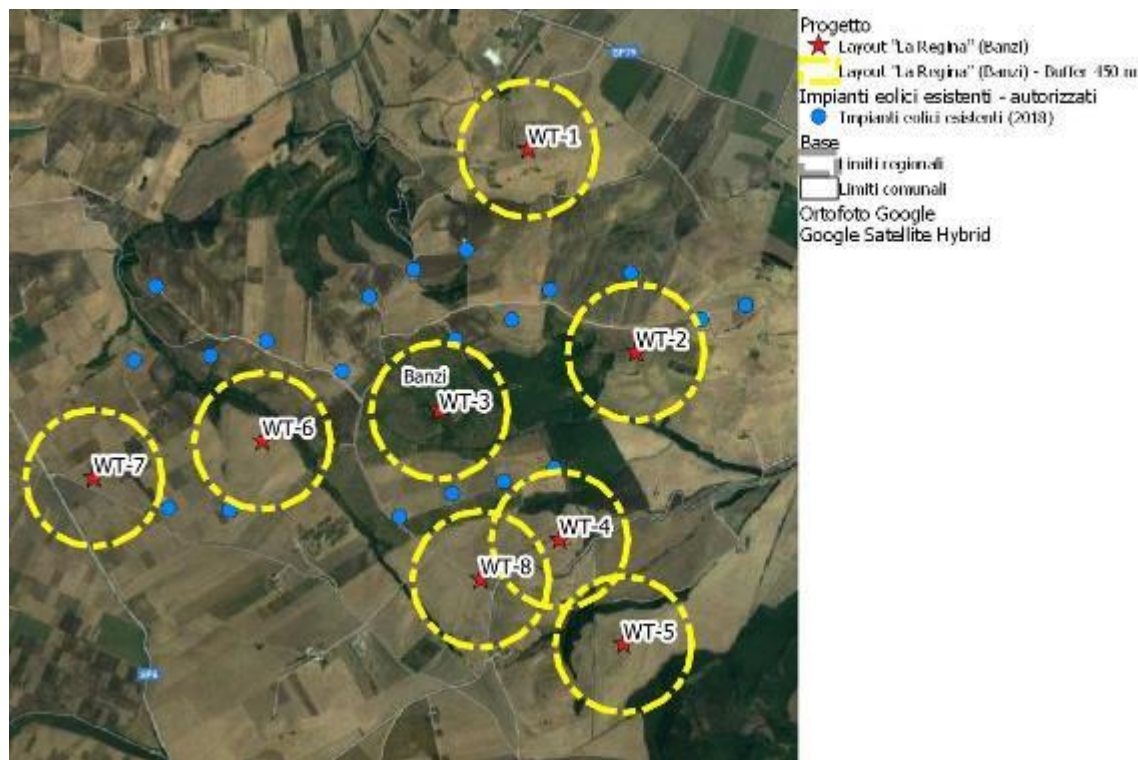 Progetto
Layout "La Regina" (Banzi)
Layout "La Regina" (Banzi) - Buffer 450 m
Impianti eolici esistenti - autorizzati
Impianti eolici esistenti (2018)
Base
Limiti regionali
Limiti comunali
Ortofoto Google
Google Satellite Hybrid
WT-1
WT-2
Banzi
WT-3
WT-6
WT-7
WT-4
WT-8
WT-5